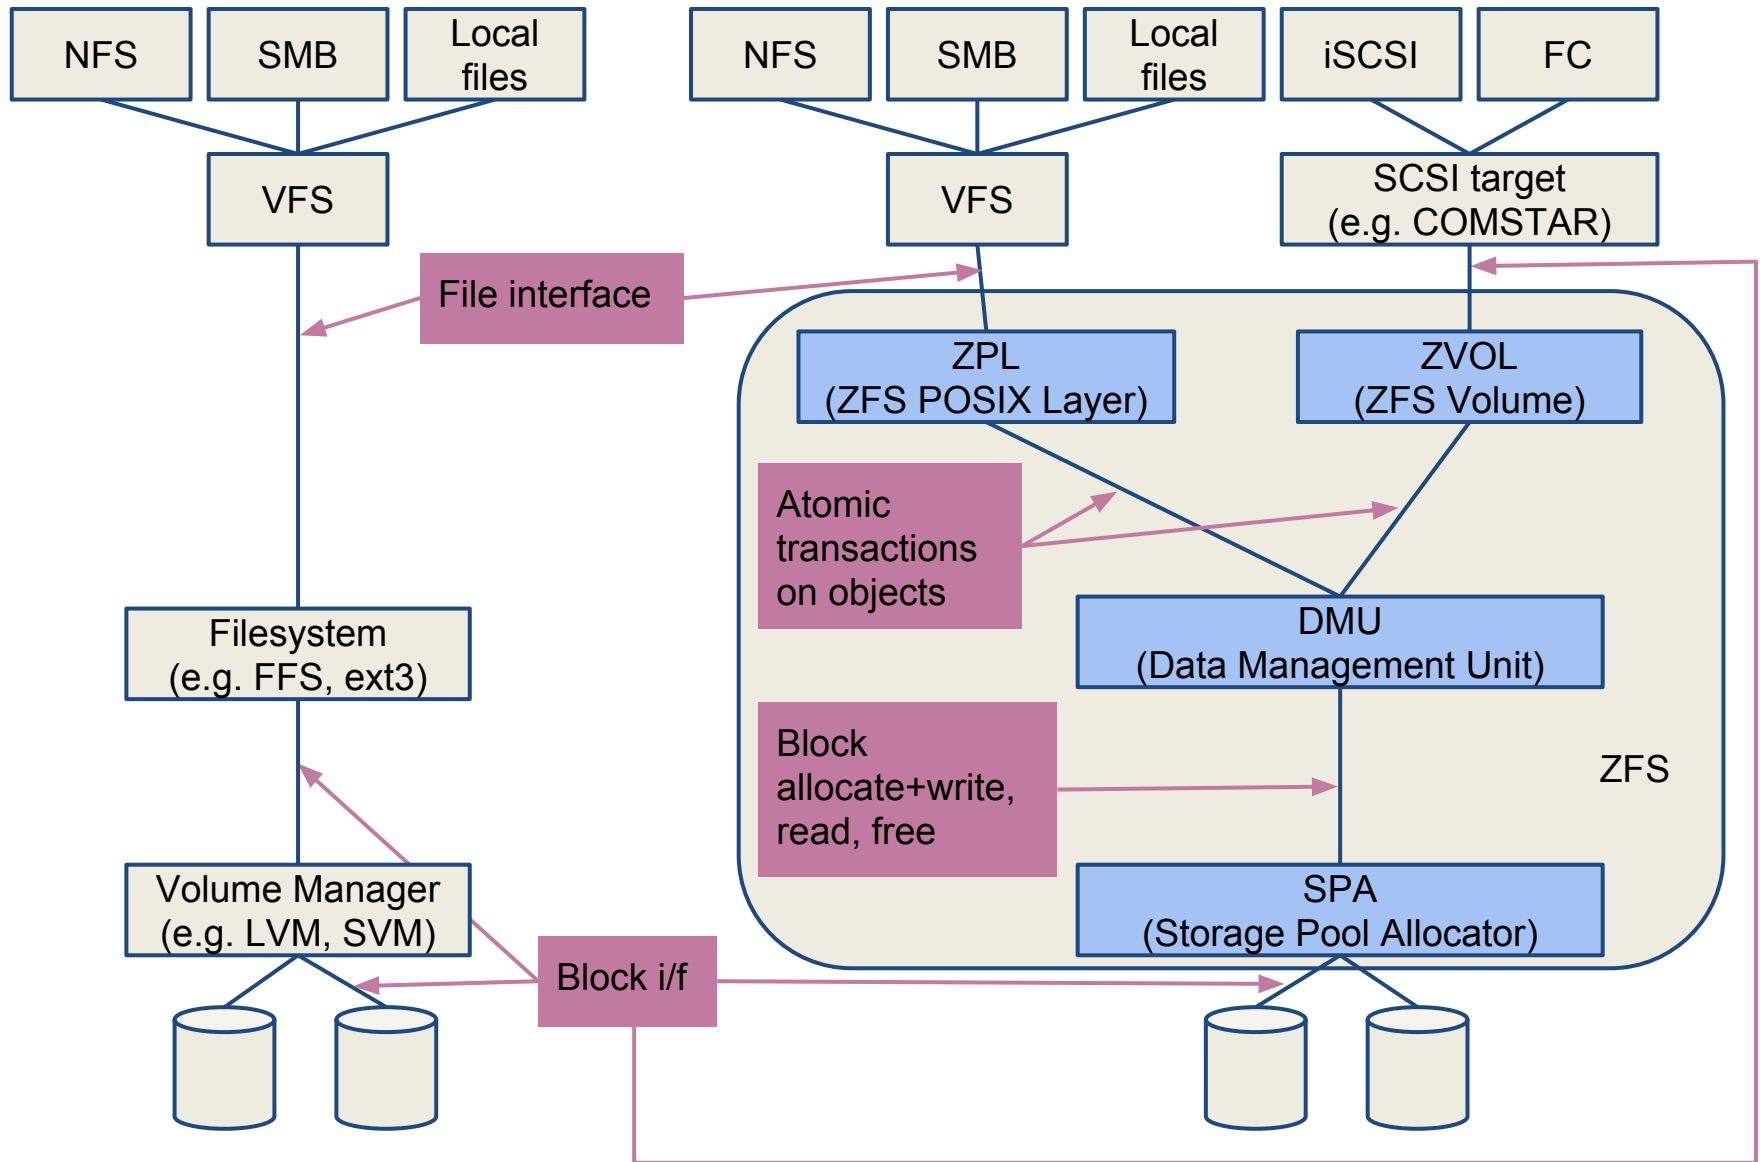 NFS
SMB
Local
files
NFS
SMB
Local
files
iSCSI
FC
VFS
VFS
SCSI target
(e.g. COMSTAR)
File interface
ZPL
(ZFS POSIX Layer)
ZVOL
(ZFS Volume)
Atomic
transactions
on objects
Filesystem
(e.g. FFS, ext3)
DMU
(Data Management Unit)
Block
allocate+write,
read, free
ZFS
Volume Manager
(e.g. LVM, SVM)
SPA
(Storage Pool Allocator)
Block i/f